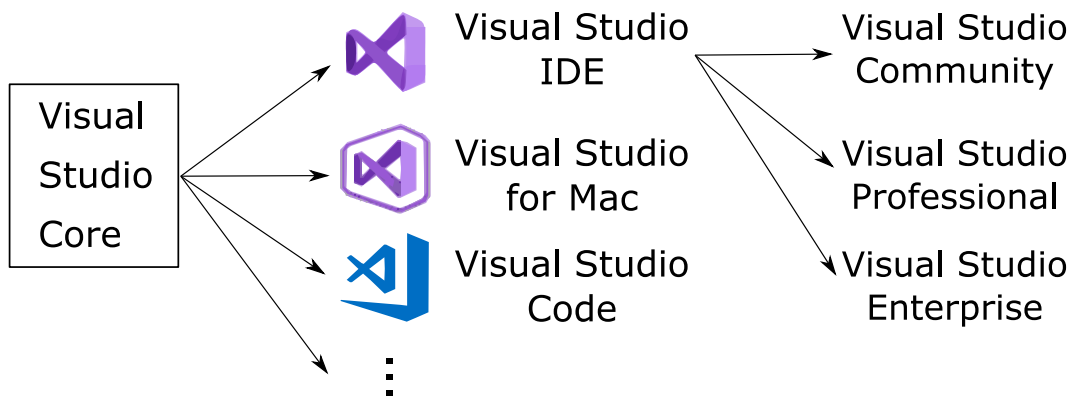 Visual
Studio
Core
Visual Studio
IDE
Visual Studio
for Mac
Visual Studio
Code
Visual Studio
Community
Visual Studio
Professional
Visual Studio
Enterprise